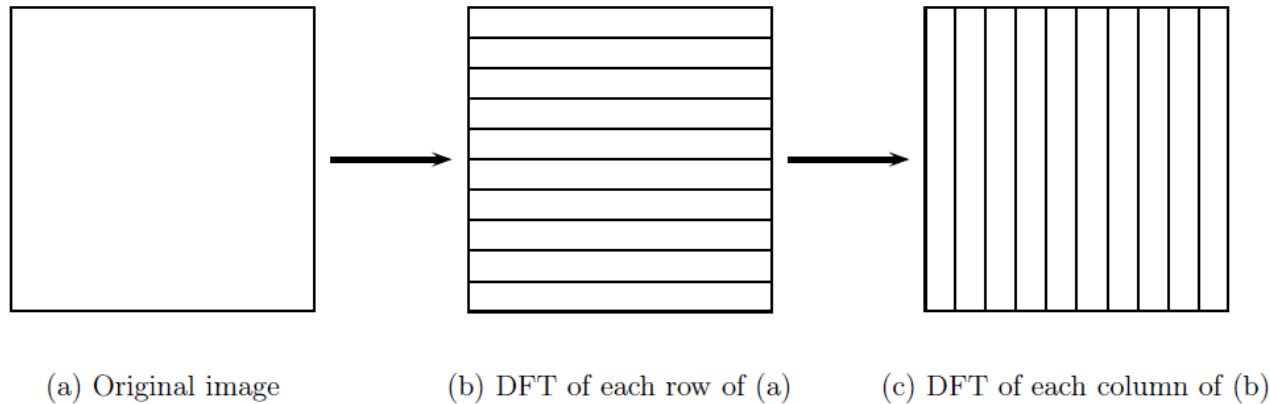 (a) Original image
(b) DFT of each row of (a)
(c) DFT of each column of (b)